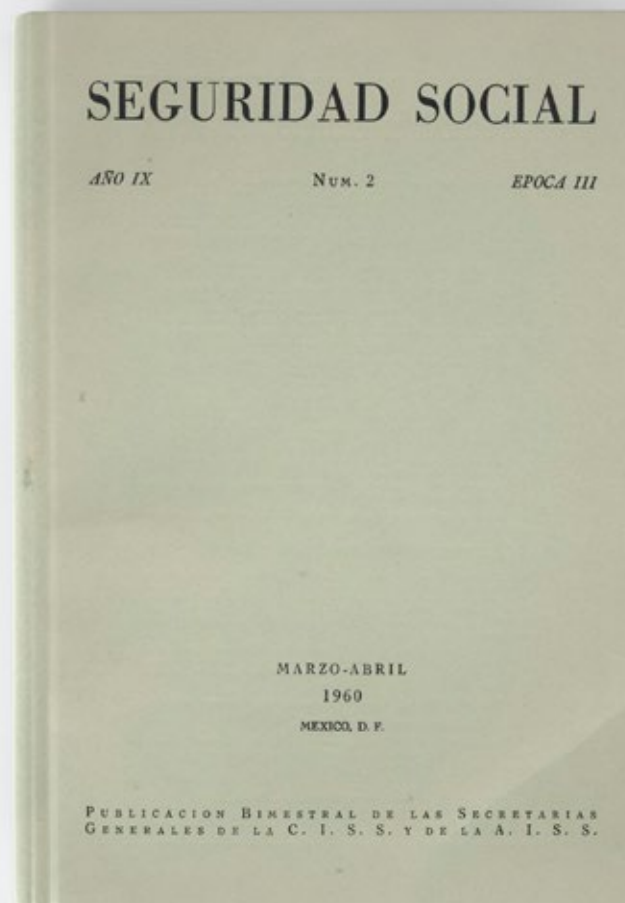 SEGURIDAD SOCIAL
AÑO IX NUM. 2 EPOCA III
MARZO-ABRIL
1960
MEXICO, D. F.
PUBLICACION BIMESTRAL DE LAS SECRETARIAS
GENERALES DE LA C. I. S. S. Y DE LA A. I. S. S.